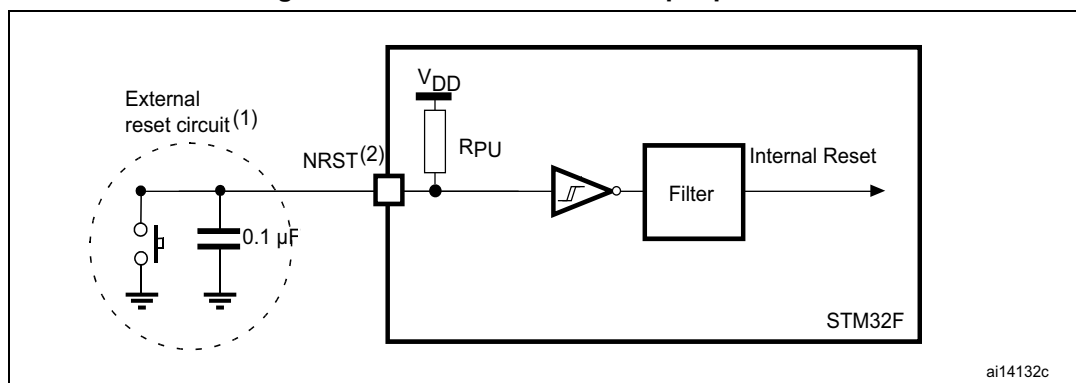 External
reset circuit(1)
VDD
NRST(2)
RPU
Internal Reset
Filter
0.1 μF
STM32F
ai14132c